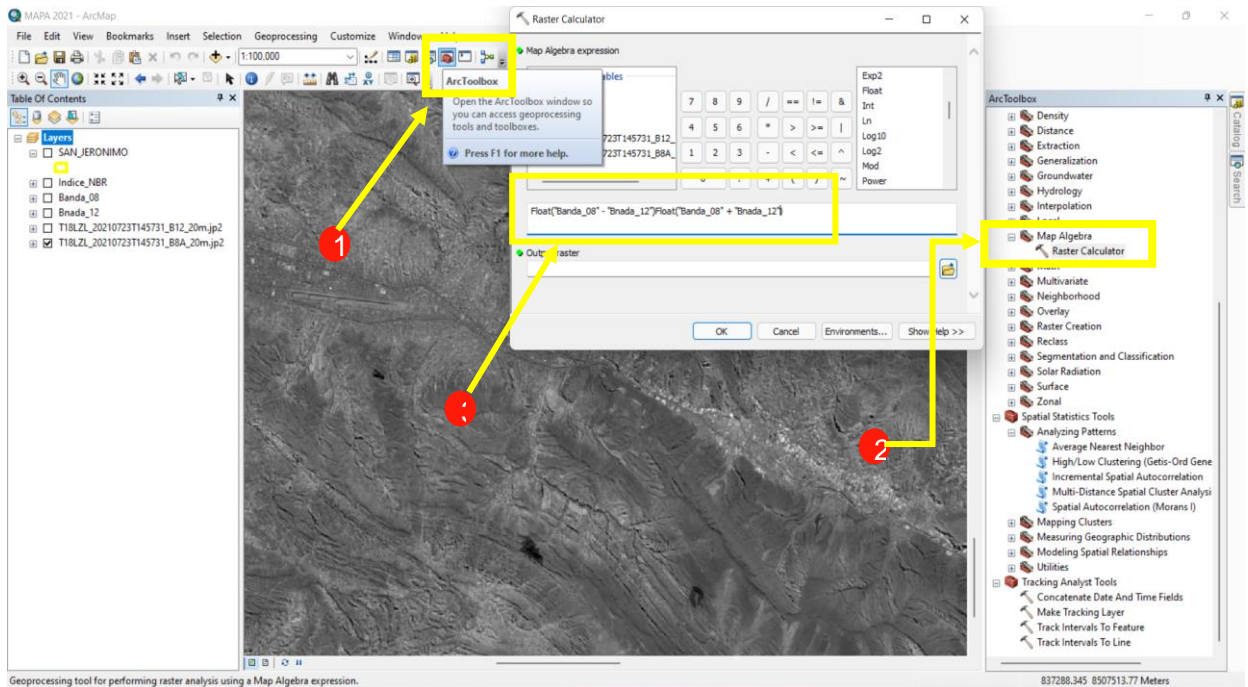 MAPA 2021 - ArcMap
File Edit View Bookmarks Insert Selection Geoprocessing Customize Window
1:100,000
Table Of Contents
Layers
SAN_JERONIMO
Indice_NBR
Banda_08
Bnada_12
T18LZL_20210723T145731_B12_20m.jp2
T18LZL_20210723T145731_B8A_20m.jp2
ArcToolbox
Open the ArcToolbox window so
you can access geoprocessing
tools and toolboxes.
Press F1 for more help.
1
2
Raster Calculator
Map Algebra expression
723T145731_B12_
723T145731_B8A_
7 8 9 / == != &
4 5 6 * > >= |
1 2 3 - < <= ^
~
Exp2
Float
Int
Ln
Log10
Log2
Mod
Power
Float("Banda_08" - "Bnada_12")Float("Banda_08" + "Bnada_12")
Output raster
OK Cancel Environments... Show Help >>
ArcToolbox
Density
Distance
Extraction
Generalization
Groundwater
Hydrology
Interpolation
Map Algebra
Raster Calculator
Multivariate
Neighborhood
Overlay
Raster Creation
Reclass
Segmentation and Classification
Solar Radiation
Surface
Zonal
Spatial Statistics Tools
Analyzing Patterns
Average Nearest Neighbor
High/Low Clustering (Getis-Ord Gene
Incremental Spatial Autocorrelation
Multi-Distance Spatial Cluster Analysi
Spatial Autocorrelation (Morans I)
Mapping Clusters
Measuring Geographic Distributions
Modeling Spatial Relationships
Utilities
Tracking Analyst Tools
Concatenate Date And Time Fields
Make Tracking Layer
Track Intervals To Feature
Track Intervals To Line
Catalog
Search
Geoprocessing tool for performing raster analysis using a Map Algebra expression.
837288.345 8507513.77 Meters